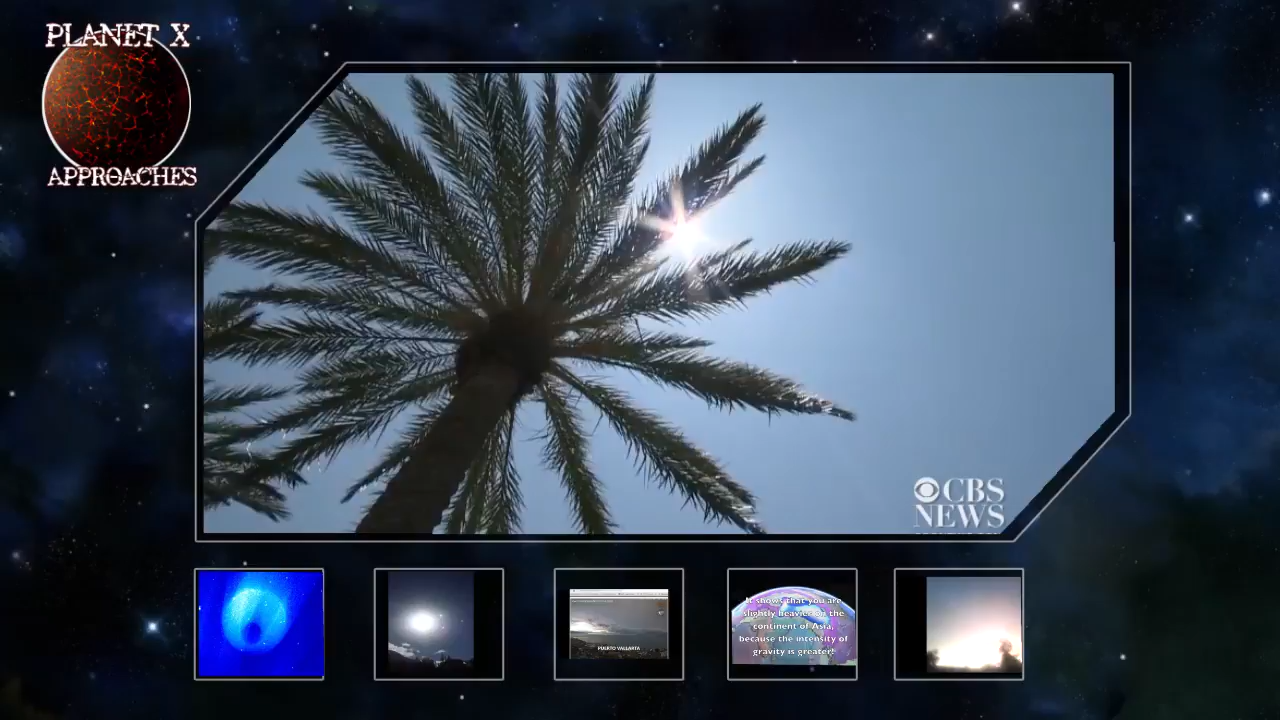 PLANET X
APPROACHES
CBS
NEWS
PUERTO VALLARTA
It shows that you are
slightly heavier on the
continent of Asia,
because the intensity of
gravity is greater!